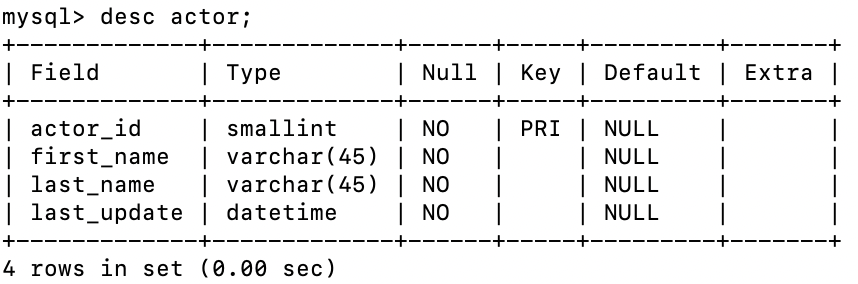 mysql> desc actor;
+-------------+-------------+------+-----+---------+-------+
| Field       | Type        | Null | Key | Default | Extra |
+-------------+-------------+------+-----+---------+-------+
| actor_id    | smallint    | NO   | PRI | NULL    |       |
| first_name  | varchar(45) | NO   |     | NULL    |       |
| last_name   | varchar(45) | NO   |     | NULL    |       |
| last_update | datetime    | NO   |     | NULL    |       |
+-------------+-------------+------+-----+---------+-------+
4 rows in set (0.00 sec)